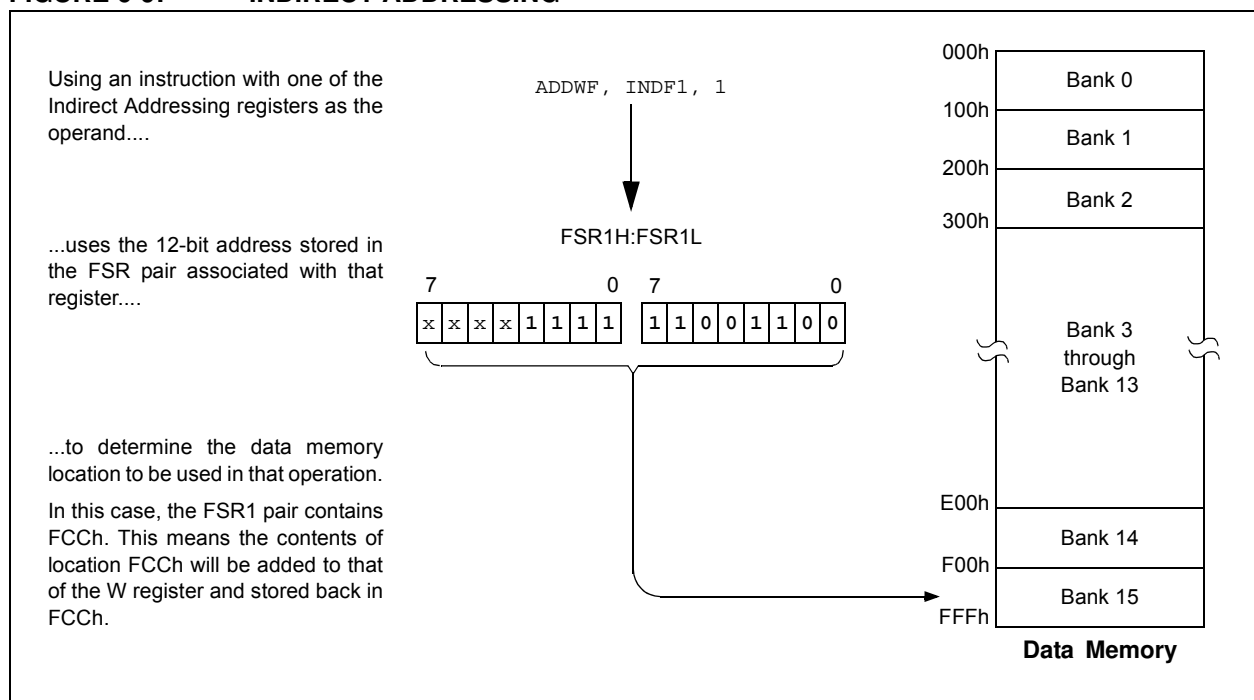 INDIRECT ADDRESSING
Using an instruction with one of the
Indirect Addressing registers as the
operand....
ADDWF, INDF1, 1
...uses the 12-bit address stored in
the FSR pair associated with that
register....
FSR1H:FSR1L
7 0 7 0
x x x x 1 1 1 1 1 1 0 0 1 1 0 0
...to determine the data memory
location to be used in that operation.
In this case, the FSR1 pair contains
FCCh. This means the contents of
location FCCh will be added to that
of the W register and stored back in
FCCh.
000h
Bank 0
100h
Bank 1
200h
Bank 2
300h
Bank 3
through
Bank 13
E00h
Bank 14
F00h
Bank 15
FFFh
Data Memory